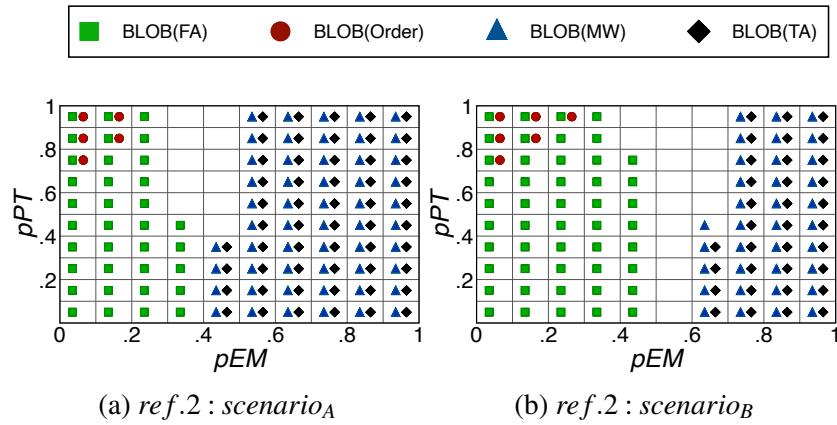 BLOB(FA) BLOB(Order) BLOB(MW) BLOB(TA)
1 1
.8 .8
pPT pPT
.6 .6
.4 .4
.2 .2
0 .2 .4 .6 .8 1 0 .2 .4 .6 .8 1
pEM pEM
(a) ref.2 : scenario_A (b) ref.2 : scenario_B